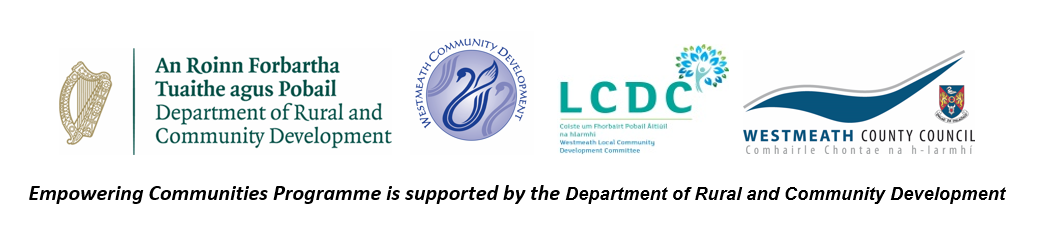 An Roinn Forbartha
Tuaithe agus Pobail
Department of Rural and
Community Development
WESTMEATH COMMUNITY DEVELOPMENT
LCDC
Coiste um Fhorbairt Pobail Áitiúil
na hIarmhí
Westmeath Local Community
Development Committee
WESTMEATH COUNTY COUNCIL
Comhairle Chontae na h-Iarmhí
Empowering Communities Programme is supported by the Department of Rural and Community Development